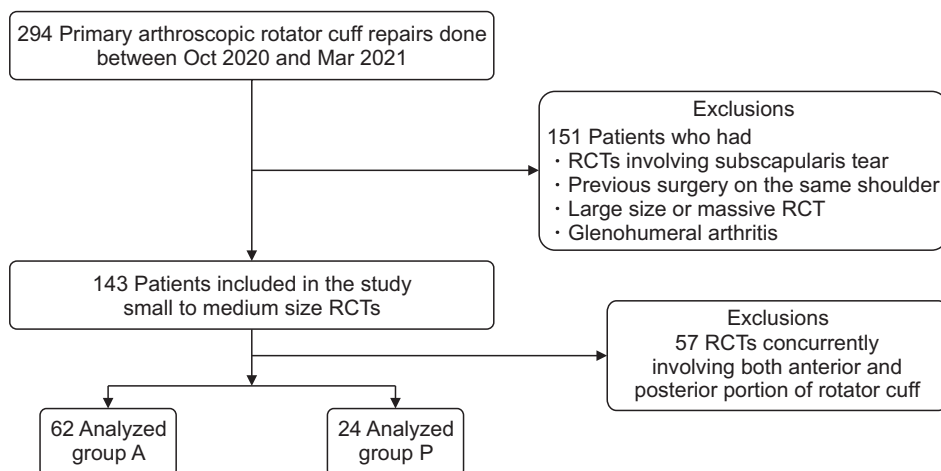 294 Primary arthroscopic rotator cuff repairs done
between Oct 2020 and Mar 2021
Exclusions
151 Patients who had
· RCTs involving subscapularis tear
· Previous surgery on the same shoulder
· Large size or massive RCT
· Glenohumeral arthritis
143 Patients included in the study
small to medium size RCTs
Exclusions
57 RCTs concurrently
involving both anterior and
posterior portion of rotator cuff
62 Analyzed
group A
24 Analyzed
group P